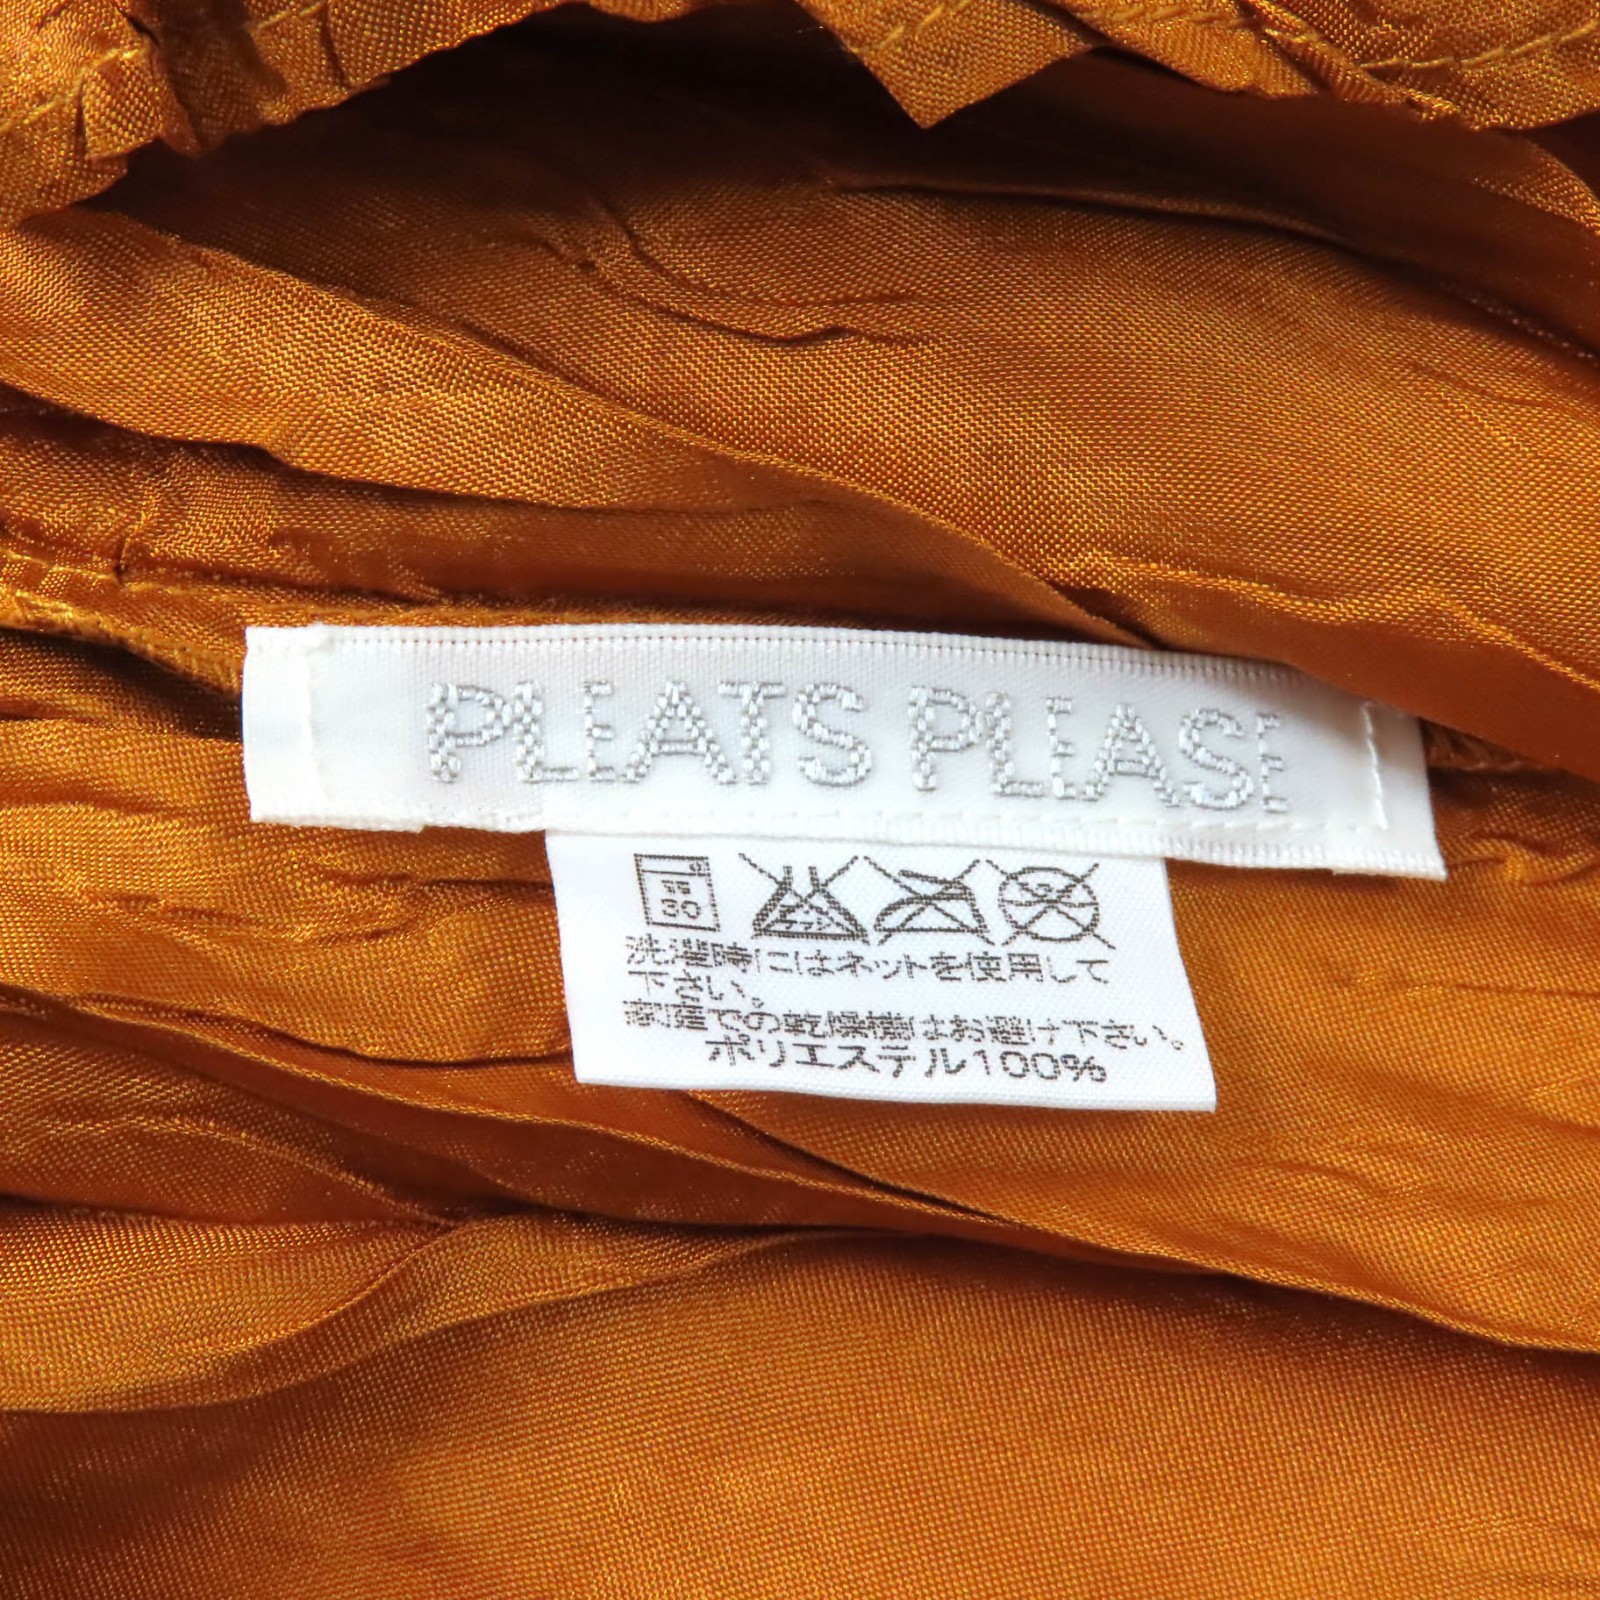 PLEATS PLEASE
30
洗濯時にはネットを使用して
下さい。
家庭での乾燥機はお避け下さい。
ポリエステル100%